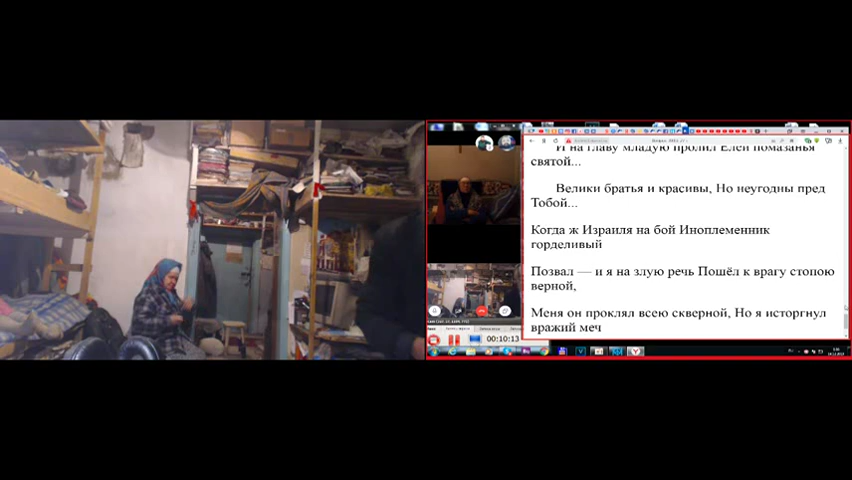 И на главу младую пролил Елей помазанья
святой...
Велики братья и красивы, Но неугодны пред
Тобой...
Когда ж Израиля на бой Иноплеменник
горделивый
Позвал — и я на злую речь Пошёл к врагу стопою
верной,
Меня он проклял всею скверной, Но я исторгнул
вражий меч
00:10:13